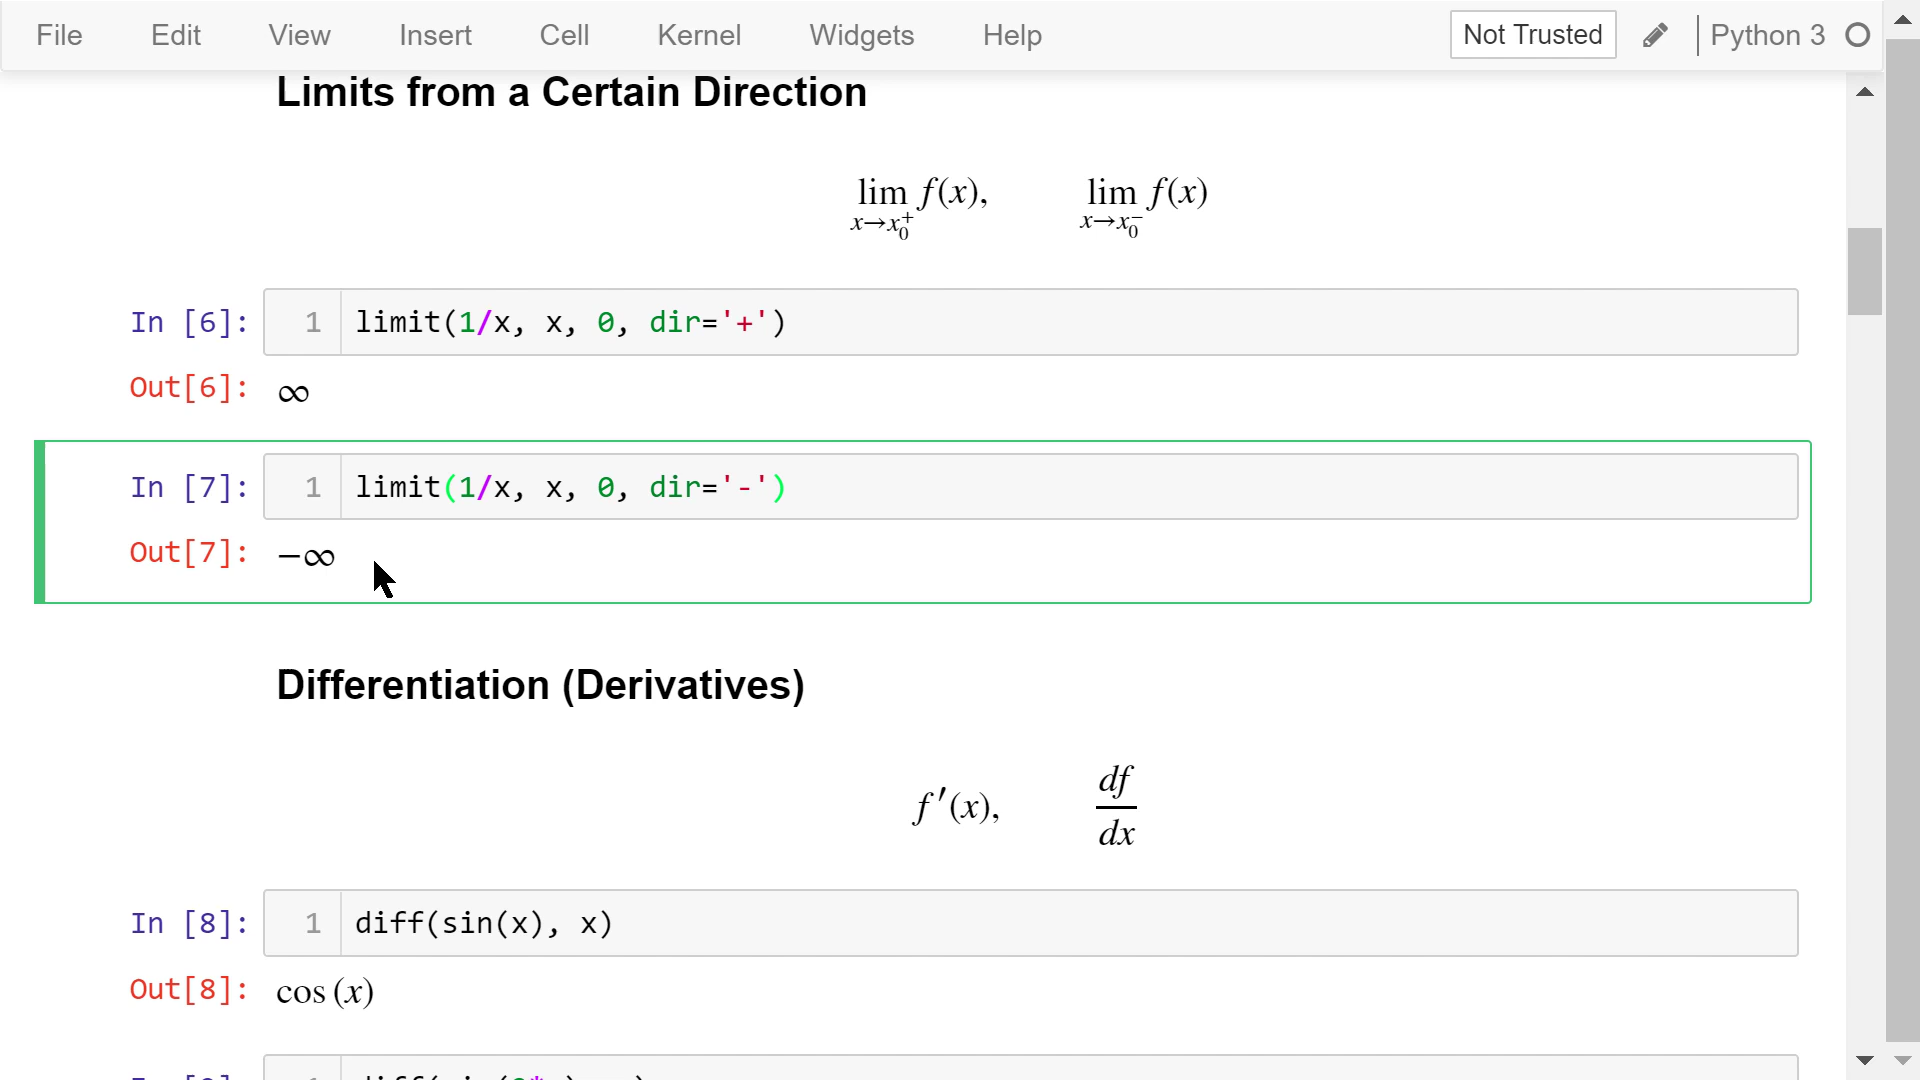 File Edit View Insert Cell Kernel Widgets Help Not Trusted Python 3
Limits from a Certain Direction
lim f(x), lim f(x)
x→x₀⁺ x→x₀⁻
In [6]: 1 limit(1/x, x, 0, dir='+')
Out[6]: ∞
In [7]: 1 limit(1/x, x, 0, dir='-')
Out[7]: −∞
Differentiation (Derivatives)
f′(x), df/dx
In [8]: 1 diff(sin(x), x)
Out[8]: cos (x)